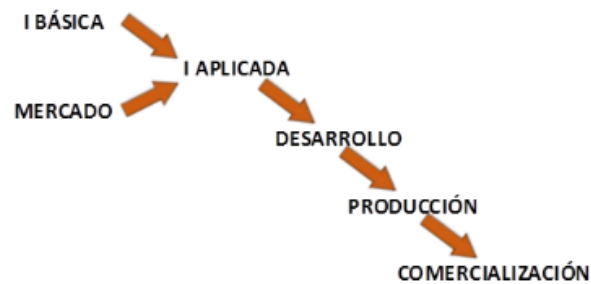 I BÁSICA
I APLICADA
MERCADO
DESARROLLO
PRODUCCIÓN
COMERCIALIZACIÓN